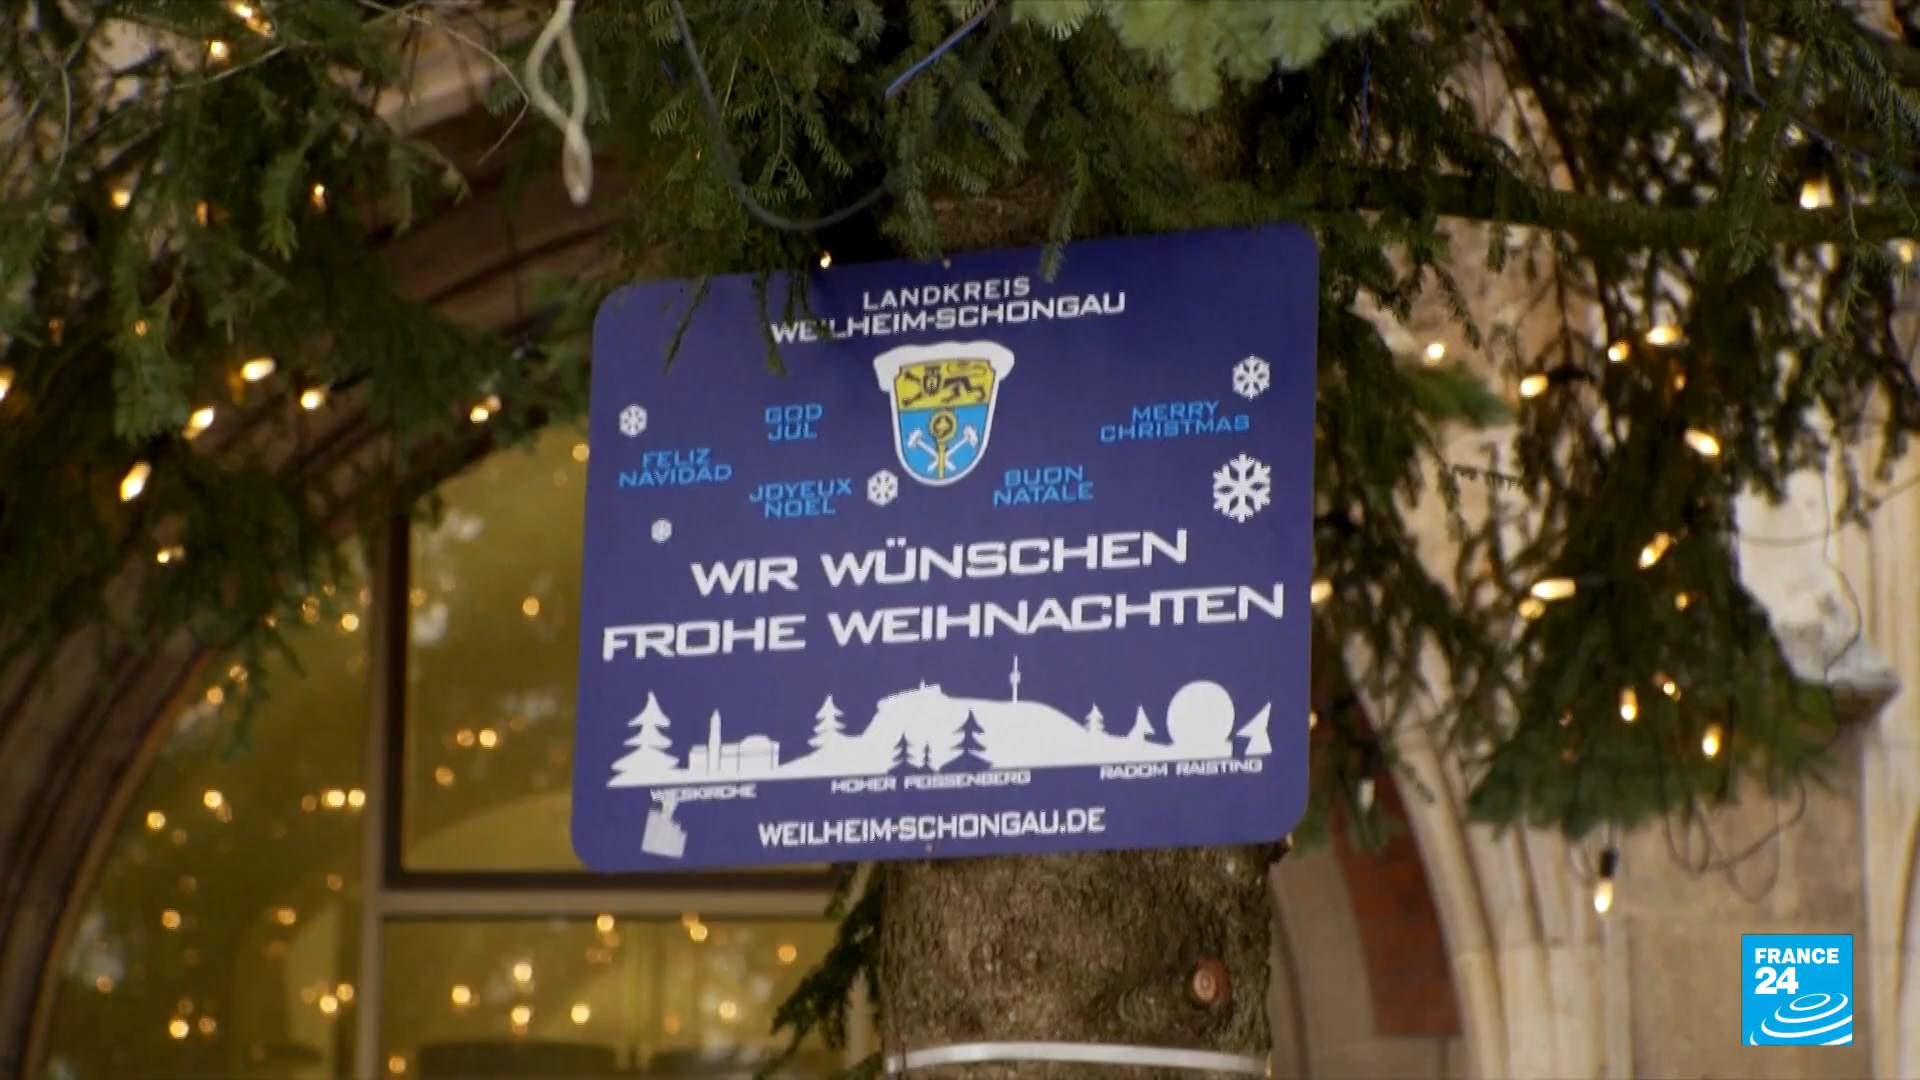 LANDKREIS
WEILHEIM-SCHONGAU
GOD
JUL
MERRY
CHRISTMAS
FELIZ
NAVIDAD
JOYEUX
NOEL
BUON
NATALE
WIR WÜNSCHEN
FROHE WEIHNACHTEN
WIESKIRCHE
HOHER PEISSENBERG
RADOM RAISTING
WEILHEIM-SCHONGAU.DE
FRANCE
24